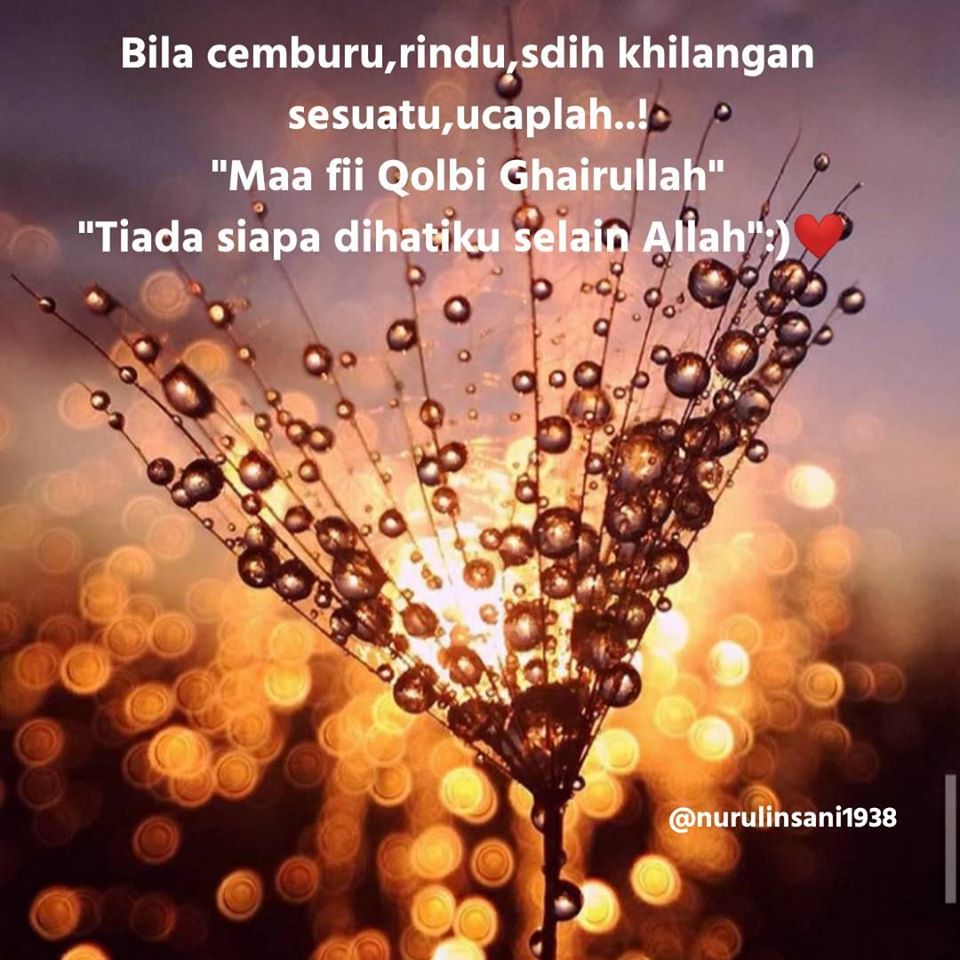 Bila cemburu,rindu,sdih khilangan
sesuatu,ucaplah..!
"Maa fii Qolbi Ghairullah"
"Tiada siapa dihatiku selain Allah":)❤️
@nurulinsani1938